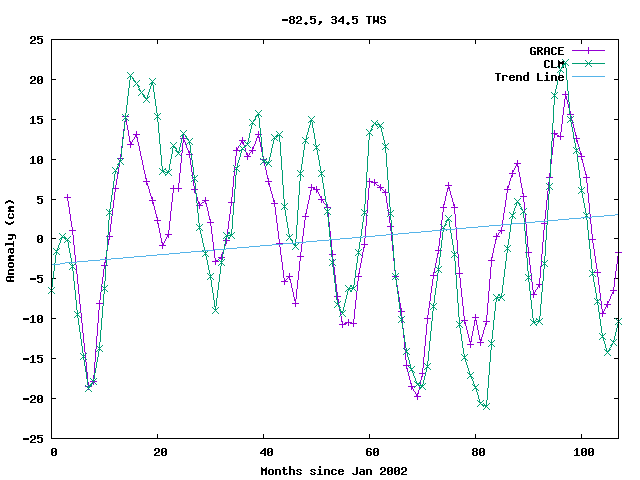 -82.5, 34.5 TWS
GRACE
CLM
Trend Line
25
20
15
10
5
0
-5
-10
-15
-20
-25
Anomaly (cm)
0 20 40 60 80 100
Months since Jan 2002